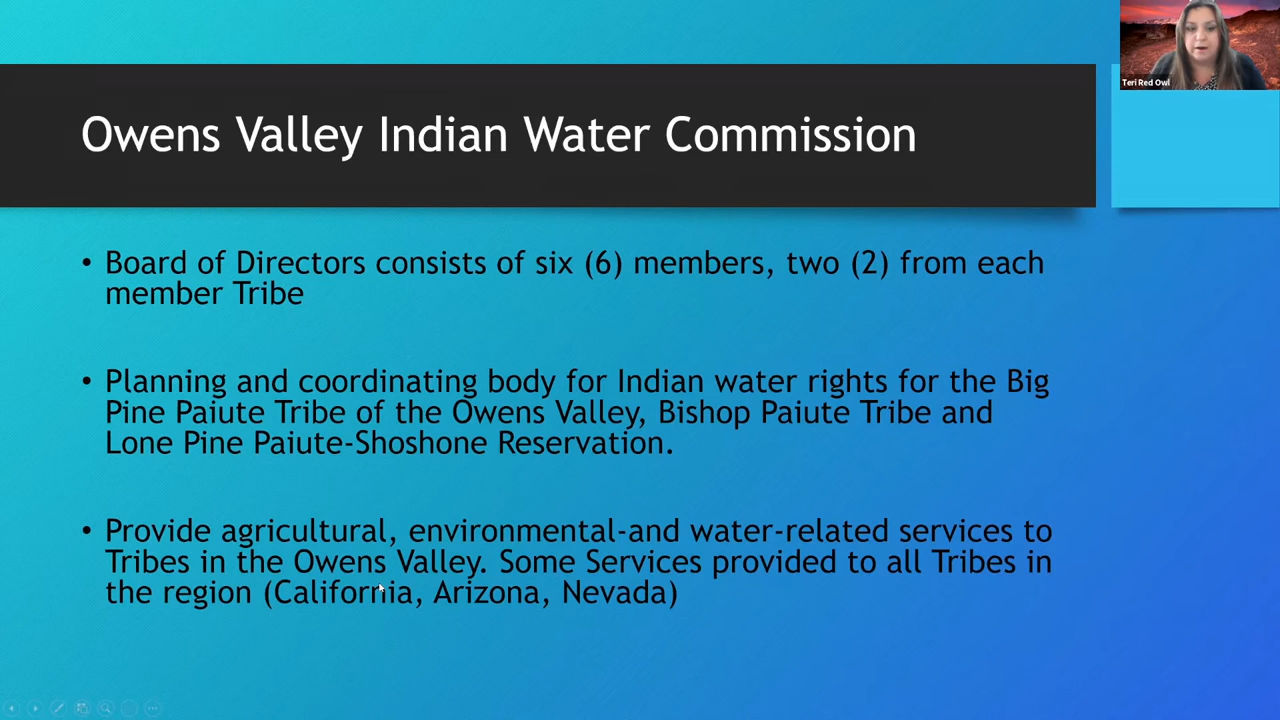 Teri Red Owl
Owens Valley Indian Water Commission
• Board of Directors consists of six (6) members, two (2) from each
member Tribe
• Planning and coordinating body for Indian water rights for the Big
Pine Paiute Tribe of the Owens Valley, Bishop Paiute Tribe and
Lone Pine Paiute-Shoshone Reservation.
• Provide agricultural, environmental-and water-related services to
Tribes in the Owens Valley. Some Services provided to all Tribes in
the region (California, Arizona, Nevada)